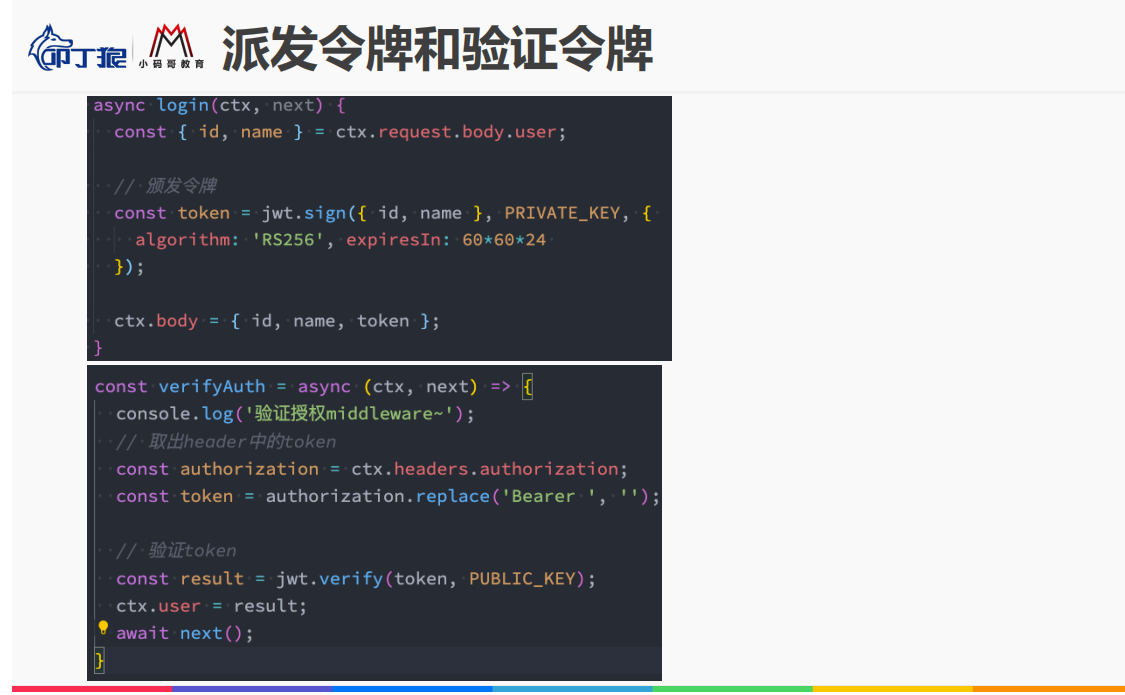 叩丁狼 小码哥教育 派发令牌和验证令牌
async login(ctx, next) {
const { id, name } = ctx.request.body.user;
// 颁发令牌
const token = jwt.sign({ id, name }, PRIVATE_KEY, {
algorithm: 'RS256', expiresIn: 60*60*24
});
ctx.body = { id, name, token };
}
const verifyAuth = async (ctx, next) => {
console.log('验证授权middleware~');
// 取出header中的token
const authorization = ctx.headers.authorization;
const token = authorization.replace('Bearer ', '');
// 验证token
const result = jwt.verify(token, PUBLIC_KEY);
ctx.user = result;
await next();
}